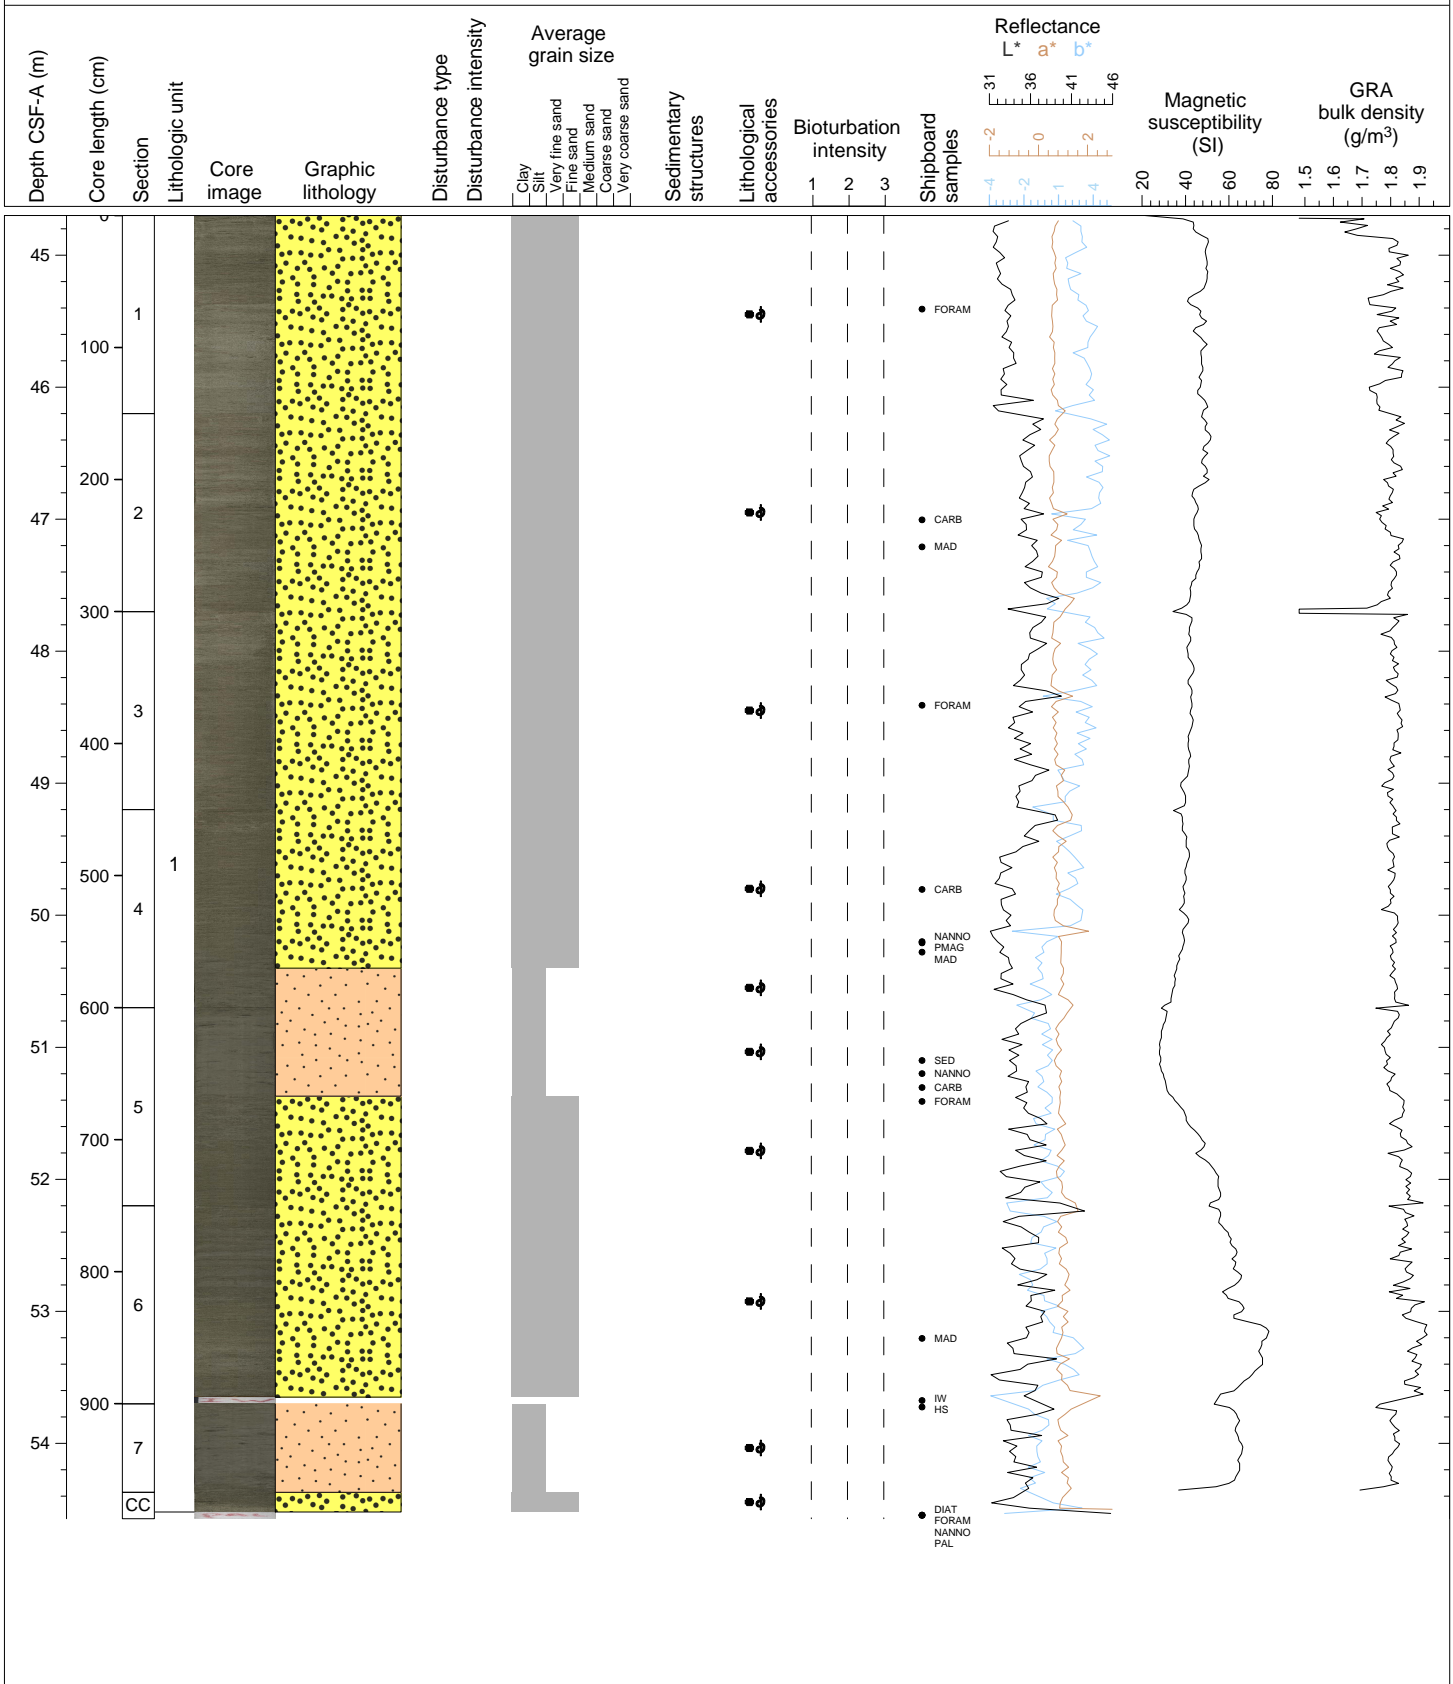 Depth CSF-A (m)
Core length (cm)
Section
Lithologic unit
Core
image
Graphic
lithology
Disturbance type
Disturbance intensity
Average
grain size
Clay
Silt
Very fine sand
Fine sand
Medium sand
Coarse sand
Very coarse sand
Sedimentary
structures
Lithological
accessories
Bioturbation
intensity
1 2 3
Shipboard
samples
Reflectance
L* a* b*
31 36 41 46
-2 0 2
-4 -2 1 4
Magnetic
susceptibility
(SI)
20 40 60 80
GRA
bulk density
(g/m3)
1.5 1.6 1.7 1.8 1.9
0
45
1
FORAM
100
46
200
2
47
CARB
MAD
300
48
3
FORAM
400
49
1
500
CARB
4
50
NANNO
PMAG
MAD
600
51
SED
NANNO
CARB
FORAM
5
700
52
800
6
53
MAD
900
IW
HS
54
7
CC
DIAT
FORAM
NANNO
PAL